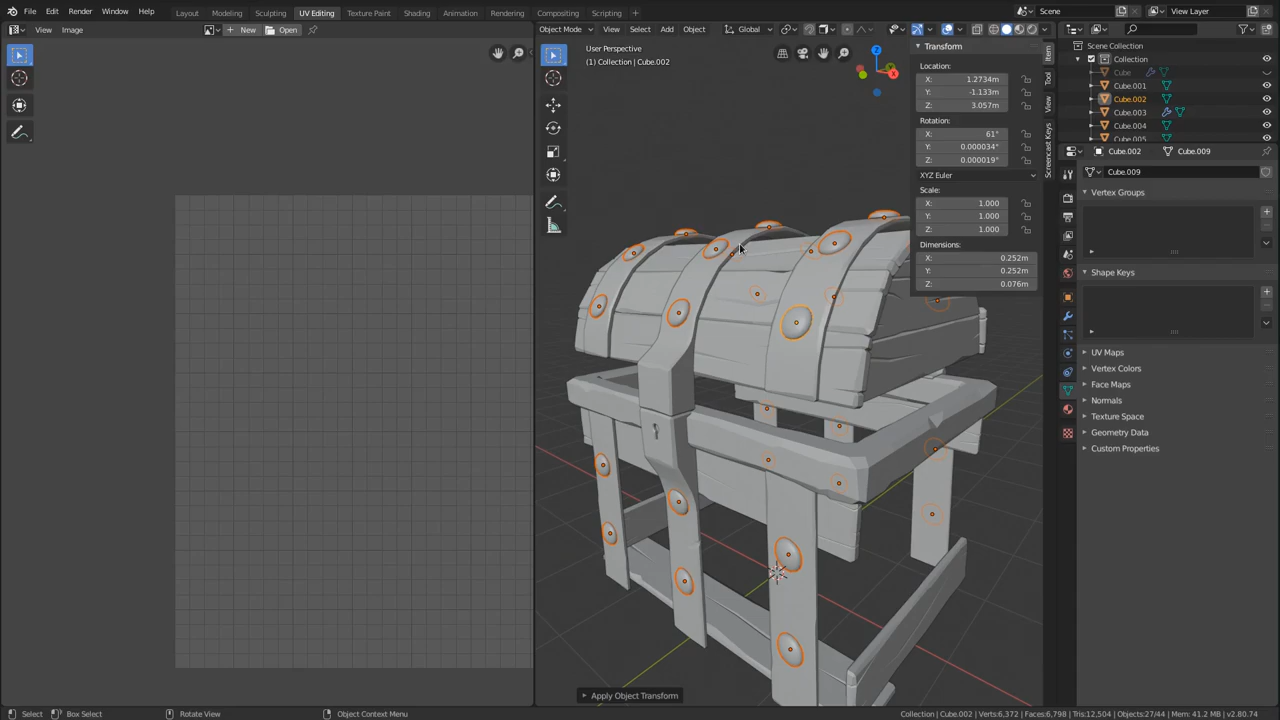 File Edit Render Window Help Layout Modeling Sculpting UV Editing Texture Paint Shading Animation Rendering Compositing Scripting + Scene View Layer
View Image New Open Object Mode View Select Add Object Global
User Perspective
(1) Collection | Cube.002
Transform
Location:
X: 1.2734m
Y: -1.133m
Z: 3.057m
Rotation:
X: 61°
Y: 0.000034°
Z: 0.000019°
XYZ Euler
Scale:
X: 1.000
Y: 1.000
Z: 1.000
Dimensions:
X: 0.252m
Y: 0.252m
Z: 0.076m
Item
Tool
View
Screencast Keys
X
Z
Scene Collection
Collection
Cube
Cube.001
Cube.002
Cube.003
Cube.004
Cube.005
Cube.002 Cube.009
Cube.009
Vertex Groups
Shape Keys
UV Maps
Vertex Colors
Face Maps
Normals
Texture Space
Geometry Data
Custom Properties
Apply Object Transform
Select Box Select Rotate View Object Context Menu Collection | Cube.002 | Verts:6,372 | Faces:6,798 | Tris:12,504 | Objects:27/44 | Mem: 41.2 MB | v2.80.74